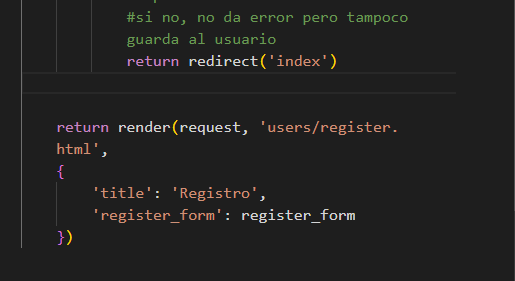 #si no, no da error pero tampoco
guarda al usuario
return redirect('index')
return render(request, 'users/register.
html',
{
'title': 'Registro',
'register_form': register_form
})